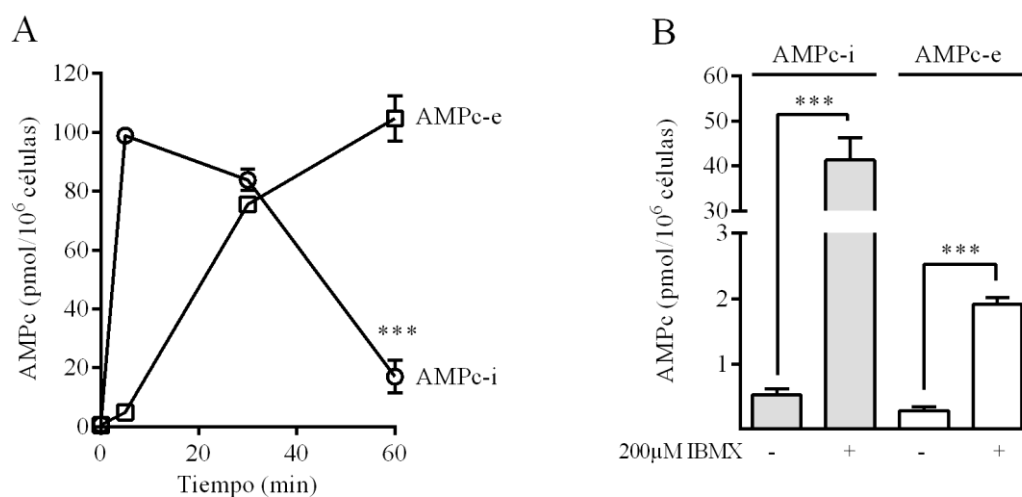 A
AMPc (pmol/10⁶ células)
120
100
80
60
40
20
0
0
20
40
60
Tiempo (min)
AMPc-e
***
AMPc-i
B
AMPc-i
AMPc-e
AMPc (pmol/10⁶ células)
60
50
40
30
3
2
1
***
***
200µM IBMX - + - +